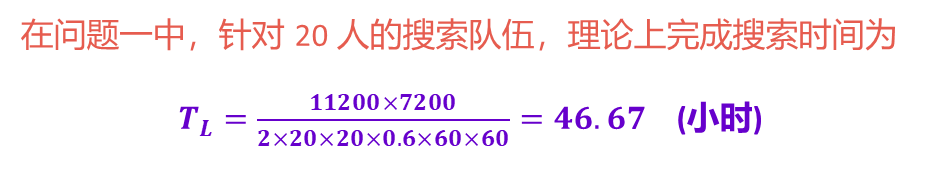 在问题一中，针对 20 人的搜索队伍，理论上完成搜索时间为
T_L = \frac{11200×7200}{2×20×20×0.6×60×60} = 46.67 (小时)